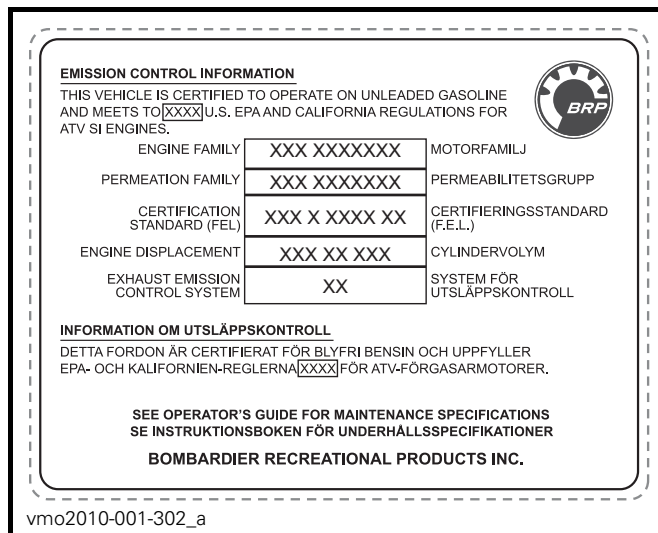 EMISSION CONTROL INFORMATION
THIS VEHICLE IS CERTIFIED TO OPERATE ON UNLEADED GASOLINE
AND MEETS TO XXXX U.S. EPA AND CALIFORNIA REGULATIONS FOR
ATV SI ENGINES.
BRP
ENGINE FAMILY XXX XXXXXXX MOTORFAMILJ
PERMEATION FAMILY XXX XXXXXXX PERMEABILITETSGRUPP
CERTIFICATION
STANDARD (FEL) XXX X XXXX XX CERTIFIERINGSSTANDARD
(F.E.L.)
ENGINE DISPLACEMENT XXX XX XXX CYLINDERVOLYM
EXHAUST EMISSION
CONTROL SYSTEM XX SYSTEM FÖR
UTSLÄPPSKONTROLL
INFORMATION OM UTSLÄPPSKONTROLL
DETTA FORDON ÄR CERTIFIERAT FÖR BLYFRI BENSIN OCH UPPFYLLER
EPA- OCH KALIFORNIEN-REGLERNA XXXX FÖR ATV-FÖRGASARMOTORER.
SEE OPERATOR'S GUIDE FOR MAINTENANCE SPECIFICATIONS
SE INSTRUKTIONSBOKEN FÖR UNDERHÅLLSSPECIFIKATIONER
BOMBARDIER RECREATIONAL PRODUCTS INC.
vmo2010-001-302_a